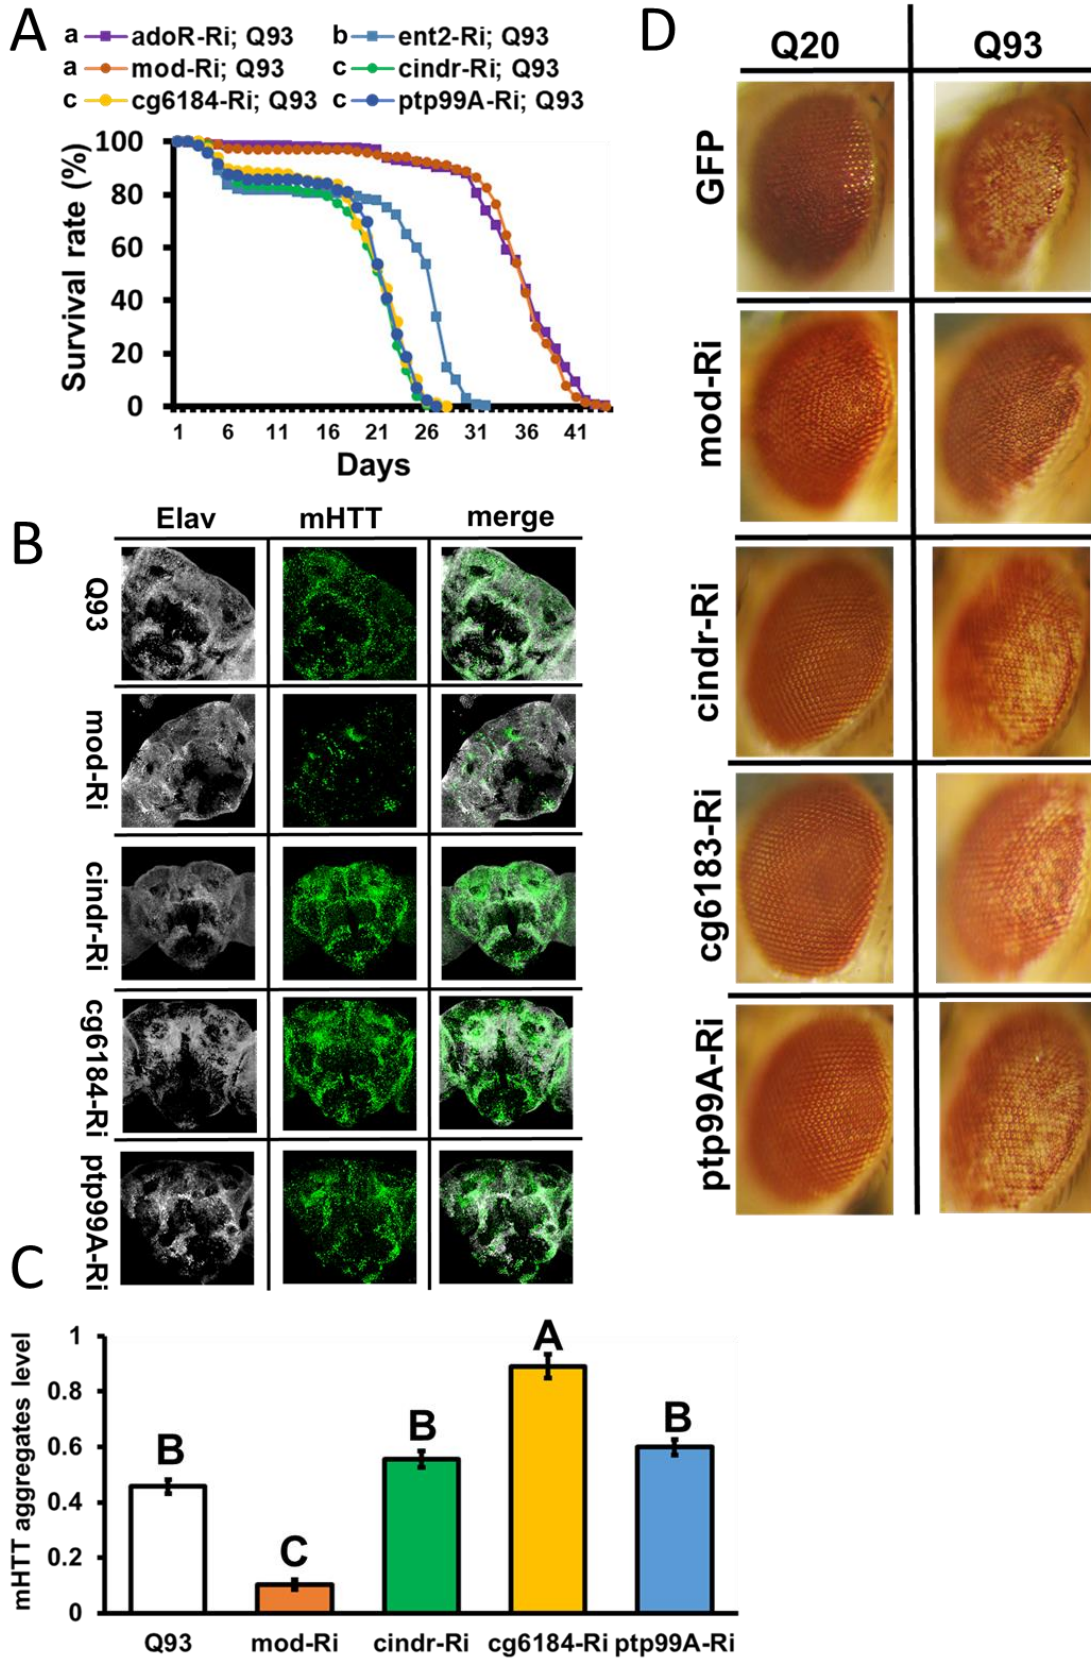 A
a adoR-Ri; Q93 b ent2-Ri; Q93
a mod-Ri; Q93 c cindr-Ri; Q93
c cg6184-Ri; Q93 c ptp99A-Ri; Q93
Survival rate (%)
100
80
60
40
20
0
1 6 11 16 21 26 31 36 41
Days
B
Elav mHTT merge
Q93
mod-Ri
cindr-Ri
cg6184-Ri
ptp99A-Ri
C
mHTT aggregates level
1
0.8
0.6
0.4
0.2
0
B
C
B
A
B
Q93 mod-Ri cindr-Ri cg6184-Ri ptp99A-Ri
D
Q20 Q93
GFP
mod-Ri
cindr-Ri
cg6183-Ri
ptp99A-Ri